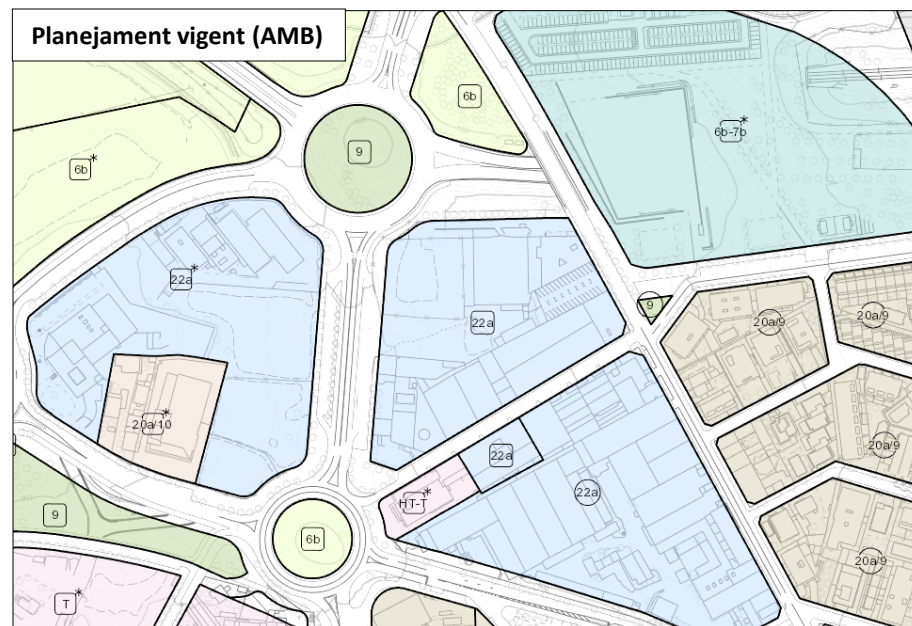 Planejament vigent (AMB)
6b
9
6b-7b*
6b*
22a*
22a
9
20a/9
20a/9
20a/10*
22a
20a/9
HT-T*
22a
9
6b
20a/9
T*